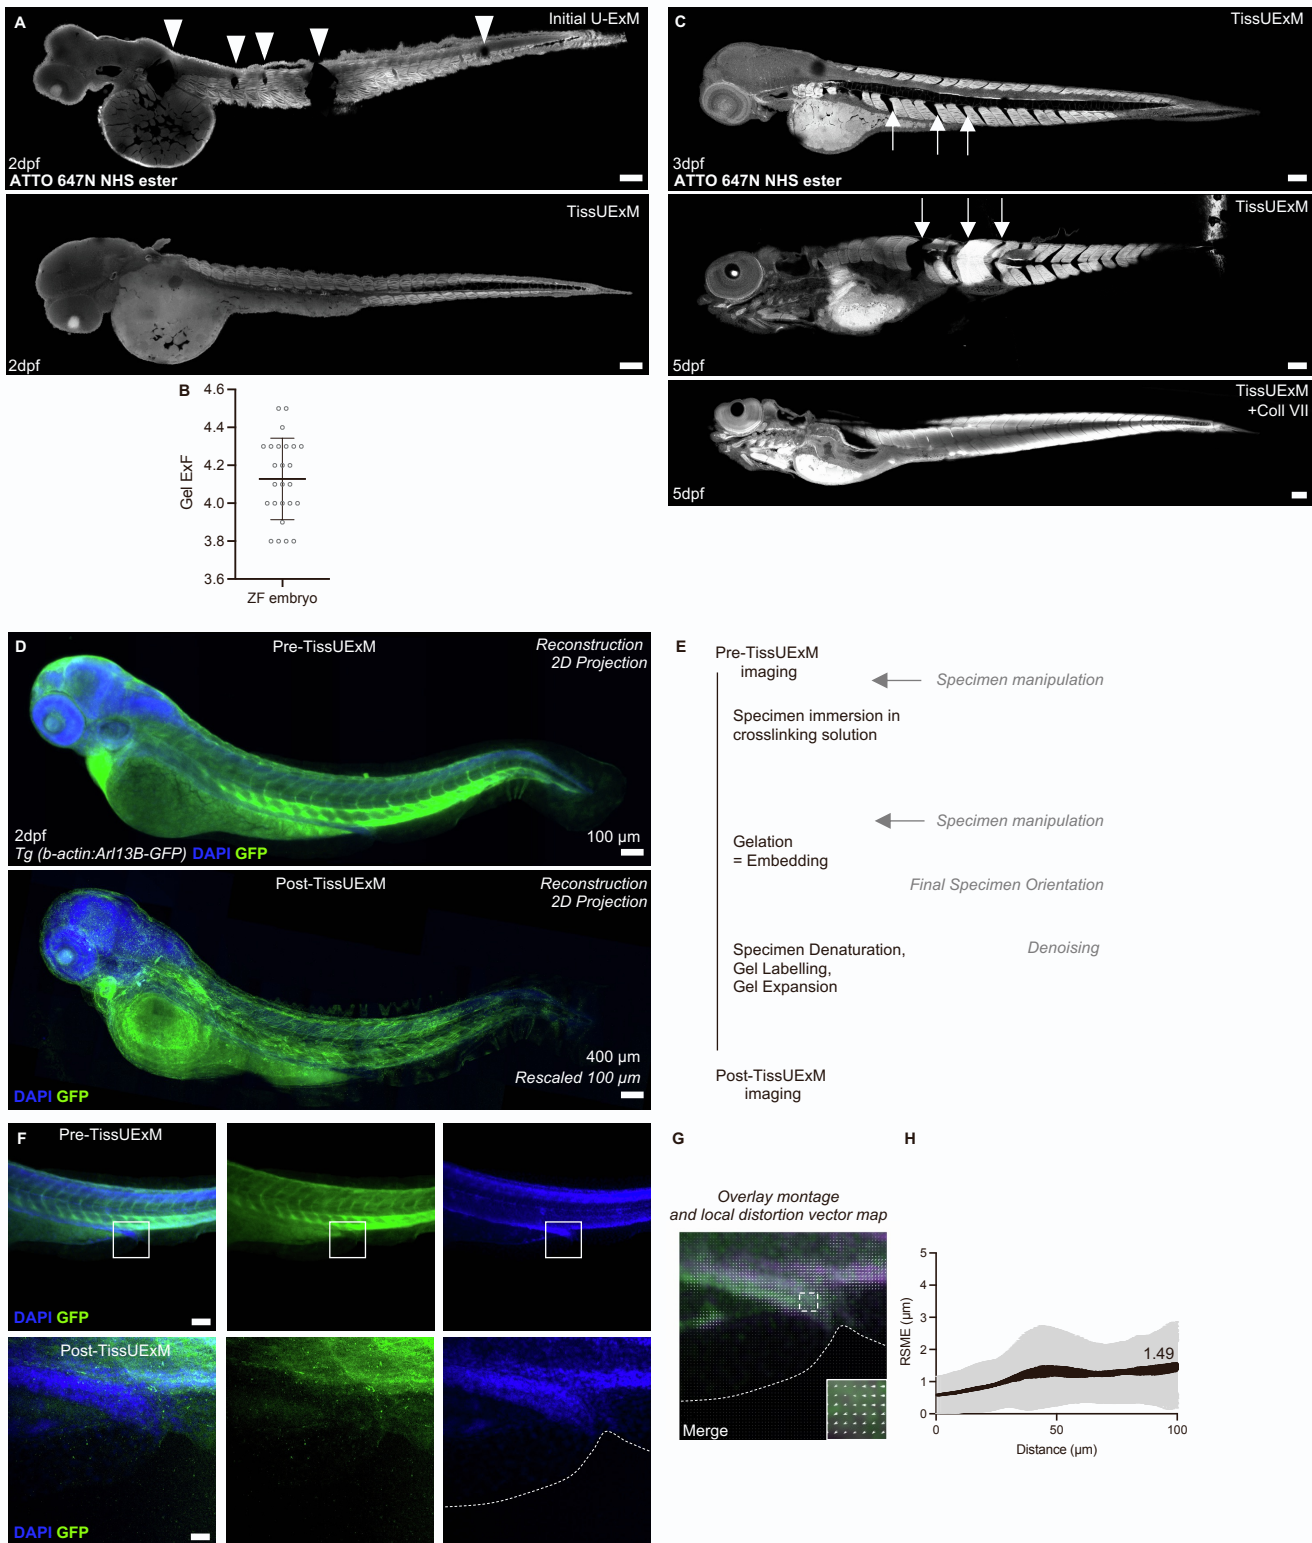 A
Initial U-ExM
2dpf
ATTO 647N NHS ester
TissUExM
2dpf
B
4.6
4.4
4.2
4.0
3.8
3.6
Gel ExF
ZF embryo
C
TissUExM
3dpf
ATTO 647N NHS ester
TissUExM
5dpf
TissUExM
+Coll VII
5dpf
D
Pre-TissUExM
Reconstruction
2D Projection
2dpf
Tg (b-actin:Arl13B-GFP) DAPI GFP
100 µm
Post-TissUExM
Reconstruction
2D Projection
400 µm
Rescaled 100 µm
DAPI GFP
E
Pre-TissUExM
imaging
Specimen manipulation
Specimen immersion in
crosslinking solution
Specimen manipulation
Gelation
= Embedding
Final Specimen Orientation
Specimen Denaturation,
Gel Labelling,
Gel Expansion
Denoising
Post-TissUExM
imaging
F
Pre-TissUExM
DAPI GFP
Post-TissUExM
DAPI GFP
G
Overlay montage
and local distortion vector map
Merge
H
5
4
3
2
1
0
RSME (µm)
1.49
0
50
100
Distance (µm)